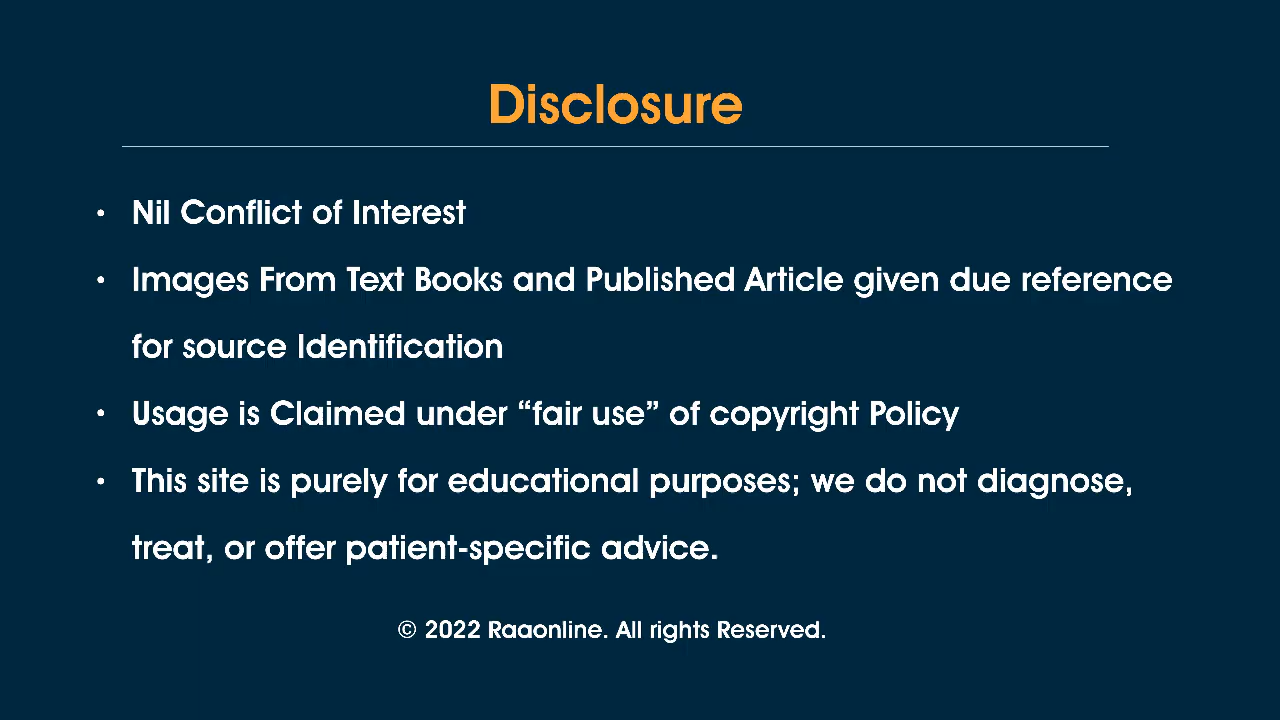 Disclosure
• Nil Conflict of Interest
• Images From Text Books and Published Article given due reference
for source Identification
• Usage is Claimed under “fair use” of copyright Policy
• This site is purely for educational purposes; we do not diagnose,
treat, or offer patient-specific advice.
© 2022 Raaonline. All rights Reserved.